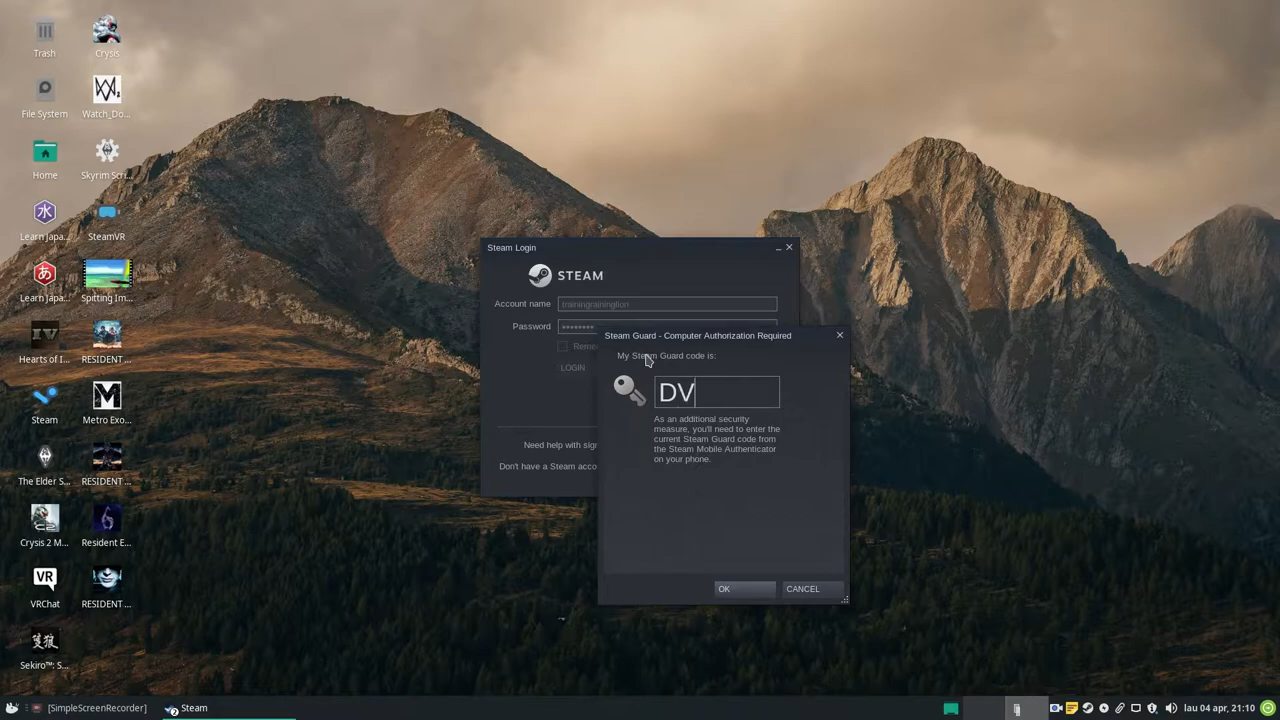 Trash
Crysis
File System
Watch_Do...
Home
Skyrim Scri...
Learn Japa...
SteamVR
Learn Japa...
Spitting Im...
Hearts of I...
RESIDENT ...
Steam
Metro Exo...
The Elder S...
RESIDENT ...
Crysis 2 M...
Resident E...
VR
VRChat
RESIDENT ...
Sekiro™: S...
Steam Login
STEAM
Account name
trainingrainingtion
Password
********
Reme
LOGIN
Need help with sign
Don't have a Steam acco
Steam Guard - Computer Authorization Required
My Steam Guard code is:
DV
As an additional security
measure, you'll need to enter the
current Steam Guard code from
the Steam Mobile Authenticator
on your phone.
OK
CANCEL
[SimpleScreenRecorder]
Steam
lau 04 apr, 21:10